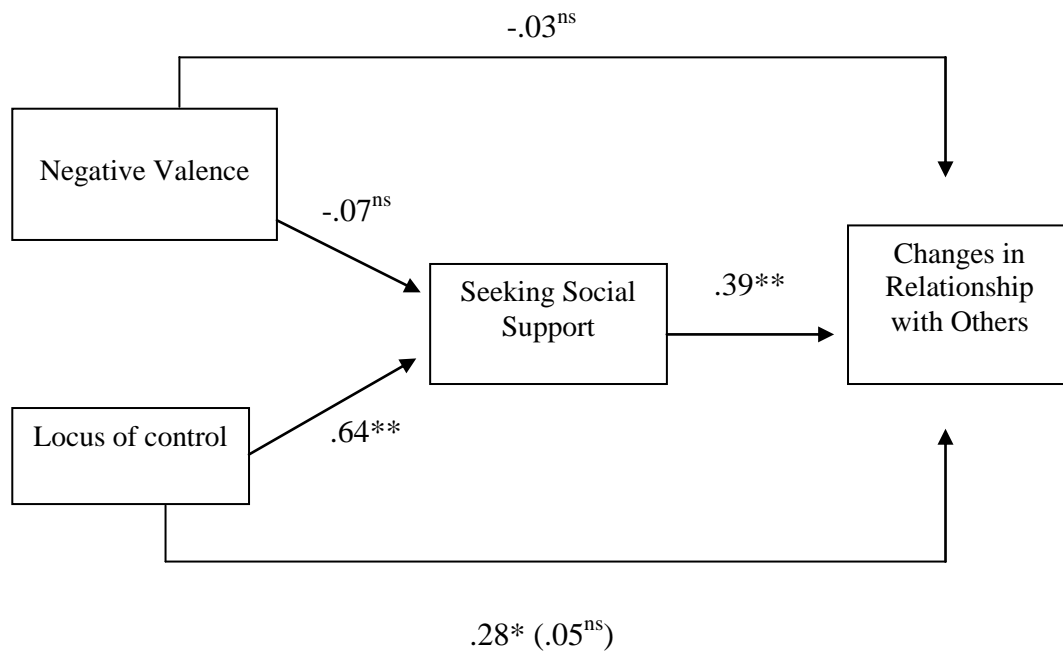 -.03ns
Negative Valence
-.07ns
Seeking Social
Support
.39**
Changes in
Relationship
with Others
Locus of control
.64**
.28* (.05ns)